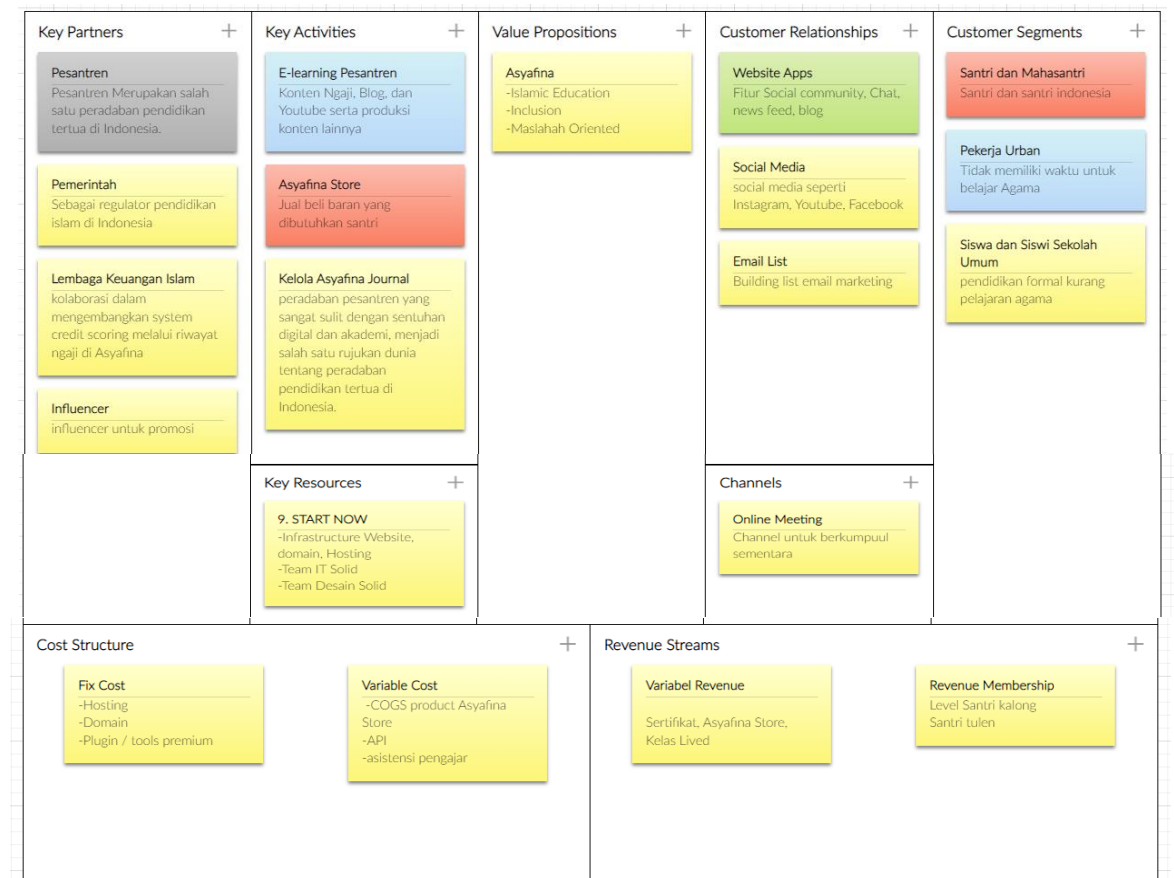 Key Partners
Pesantren
Pesantren Merupakan salah
satu peradaban pendidikan
tertua di Indonesia.
Pemerintah
Sebagai regulator pendidikan
islam di Indonesia
Lembaga Keuangan Islam
kolaborasi dalam
mengembangkan system
credit scoring melalui riwayat
ngaji di Asyafina
Influencer
influencer untuk promosi
Key Activities
E-learning Pesantren
Konten Ngaji, Blog, dan
Youtube serta produksi
konten lainnya
Asyafina Store
Jual beli baran yang
dibutuhkan santri
Kelola Asyafina Journal
peradaban pesantren yang
sangat sulit dengan sentuhan
digital dan akademi, menjadi
salah satu rujukan dunia
tentang peradaban
pendidikan tertua di
Indonesia.
Key Resources
9. START NOW
-Infrastructure Website,
domain, Hosting
-Team IT Solid
-Team Desain Solid
Value Propositions
Asyafina
-Islamic Education
-Inclusion
-Maslahah Oriented
Customer Relationships
Website Apps
Fitur Social community, Chat,
news feed, blog
Social Media
social media seperti
Instagram, Youtube, Facebook
Email List
Building list email marketing
Channels
Online Meeting
Channel untuk berkumpuul
sementara
Customer Segments
Santri dan Mahasantri
Santri dan santri indonesia
Pekerja Urban
Tidak memiliki waktu untuk
belajar Agama
Siswa dan Siswi Sekolah
Umum
pendidikan formal kurang
pelajaran agama
Cost Structure
Fix Cost
-Hosting
-Domain
-Plugin / tools premium
Variable Cost
-COGS product Asyafina
Store
-API
-asistensi pengajar
Revenue Streams
Variabel Revenue
Sertifikat, Asyafina Store,
Kelas Lived
Revenue Membership
Level Santri kalong
Santri tulen